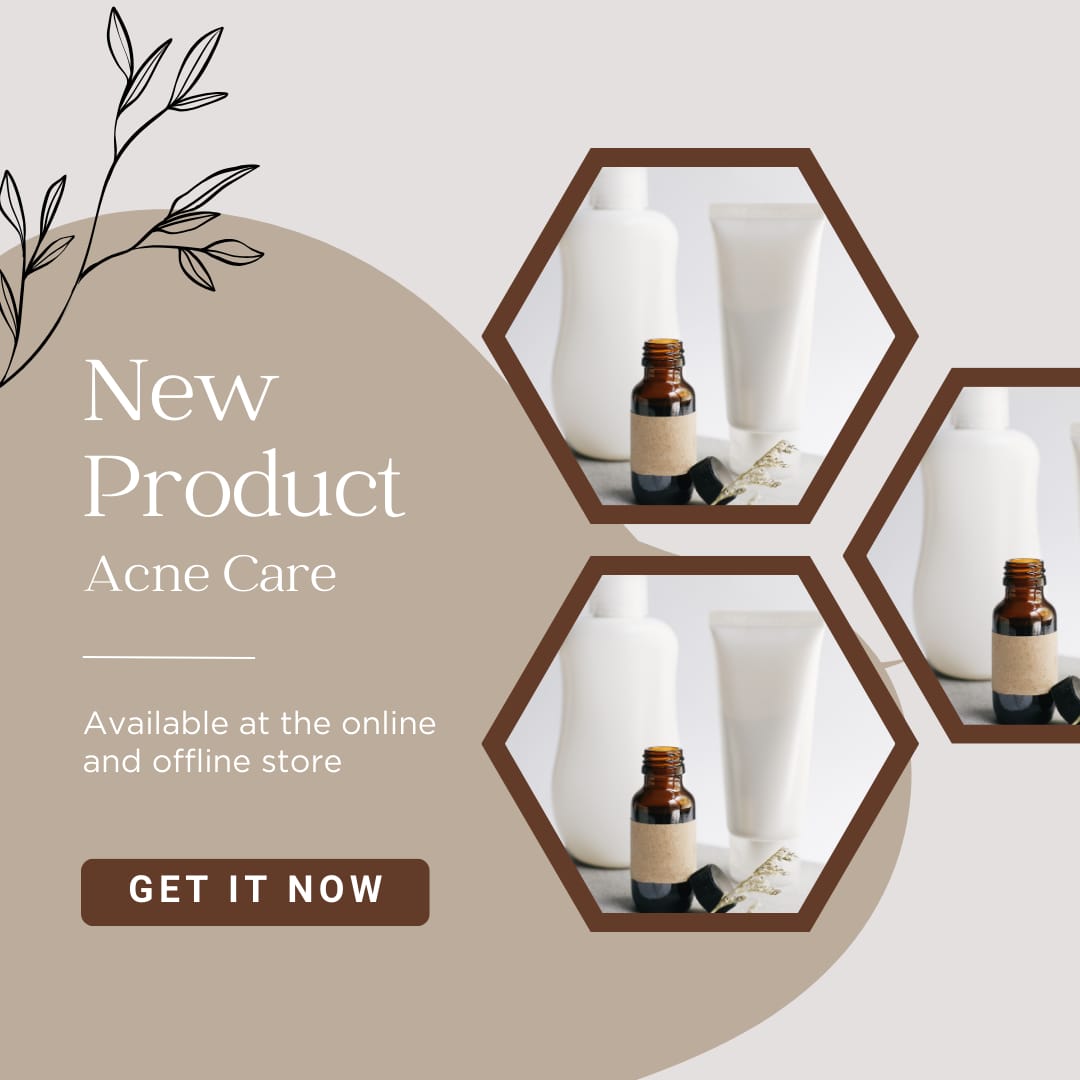 New
Product
Acne Care
Available at the online
and offline store
GET IT NOW